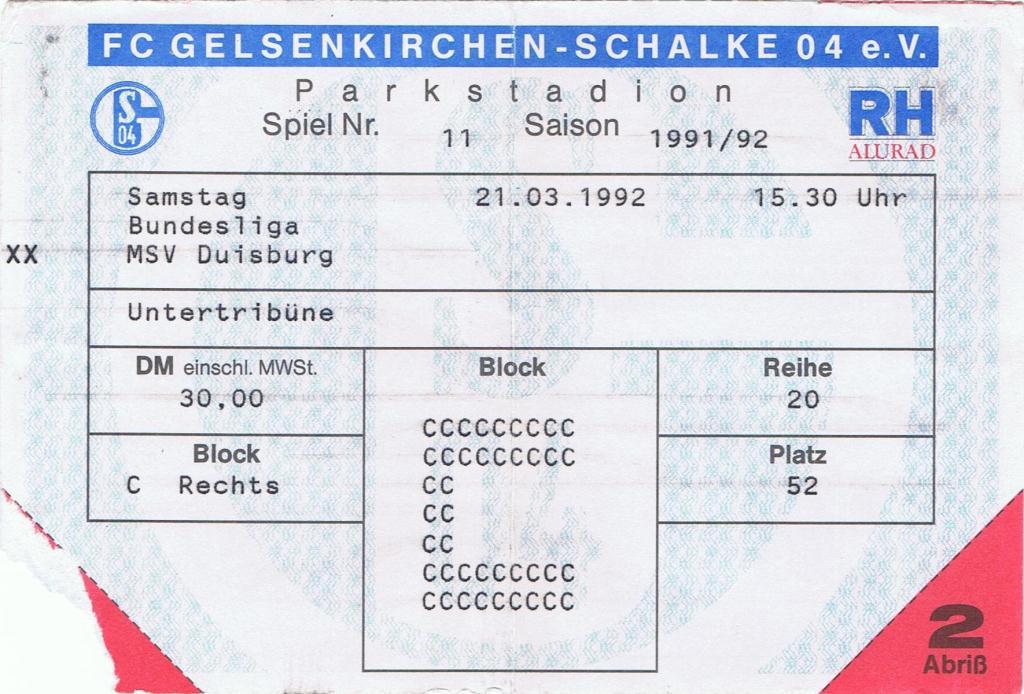 FC GELSENKIRCHEN-SCHALKE 04 e.V.
S 04
Parkstadion
RH
ALURAD
Spiel Nr. 11 Saison 1991/92
Samstag 21.03.1992 15.30 Uhr
Bundesliga
XX MSV Duisburg
Untertribüne
DM einschl. MWSt. Block Reihe
30,00 20
CCCCCCCCC
Block CCCCCCCCC Platz
C Rechts CC 52
CC
CC
CCCCCCCCC
CCCCCCCCC
2
Abriß